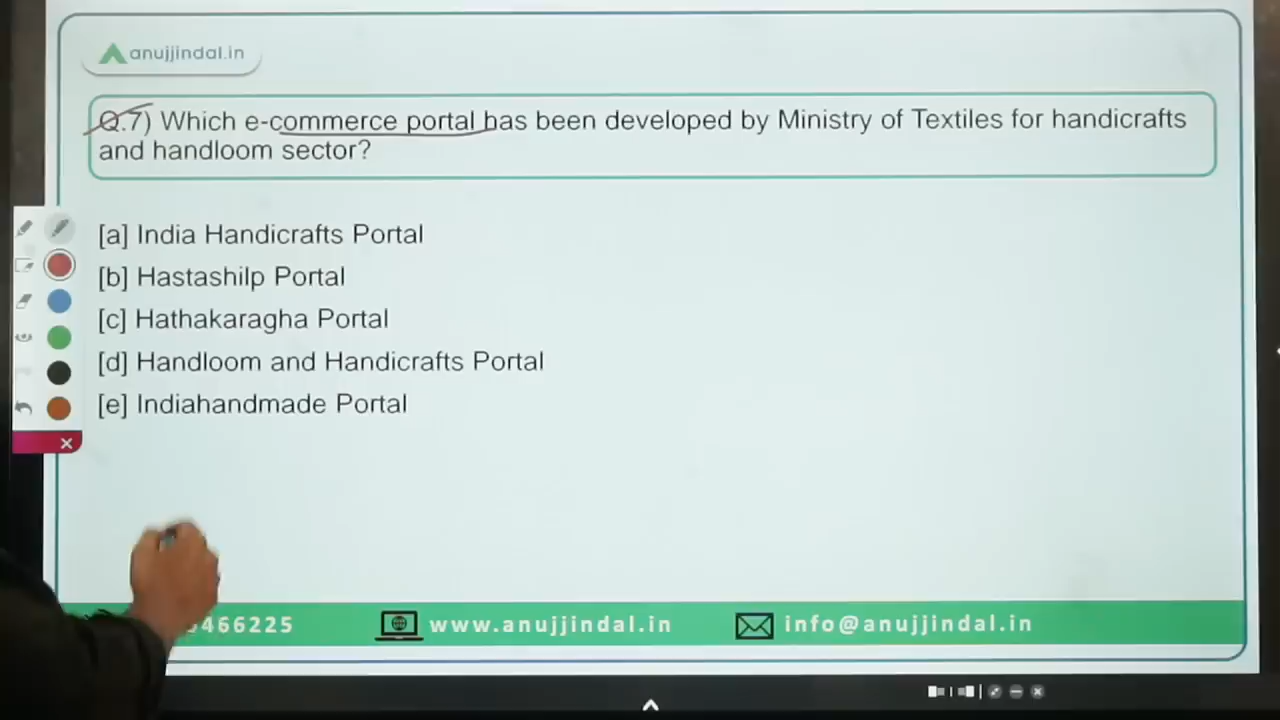 anujjindal.in
Q.7) Which e-commerce portal has been developed by Ministry of Textiles for handicrafts
and handloom sector?
[a] India Handicrafts Portal
[b] Hastashilp Portal
[c] Hathakaragha Portal
[d] Handloom and Handicrafts Portal
[e] Indiahandmade Portal
466225 www.anujjindal.in info@anujjindal.in